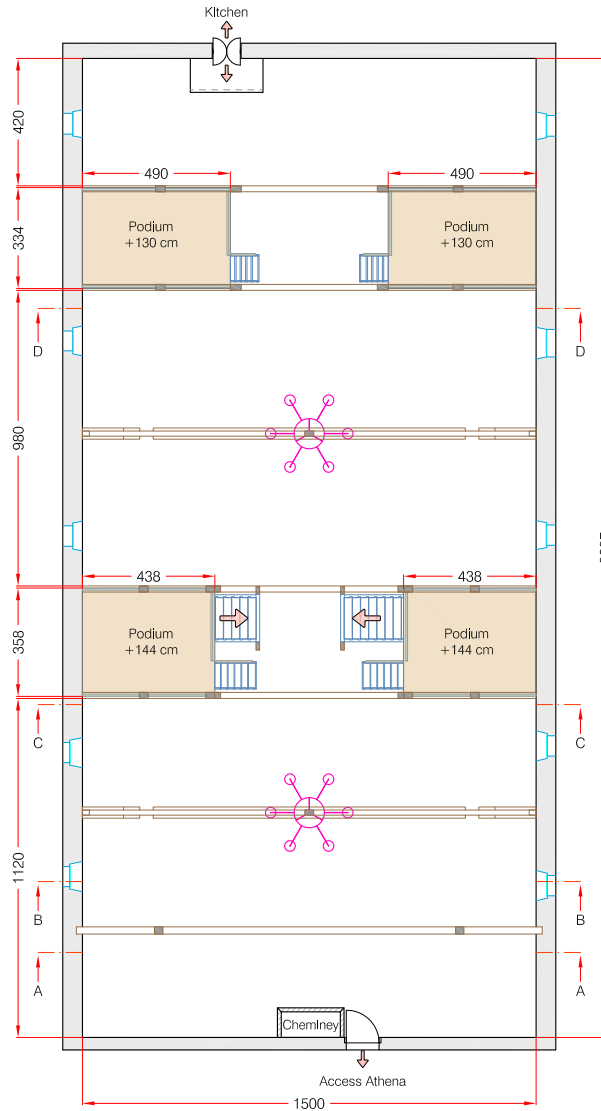 KItchen
420
490
490
334
Podium
+130 cm
Podium
+130 cm
D
D
980
438
438
358
Podium
+144 cm
Podium
+144 cm
C
C
1120
B
B
A
A
ChemIney
Access Athena
1500